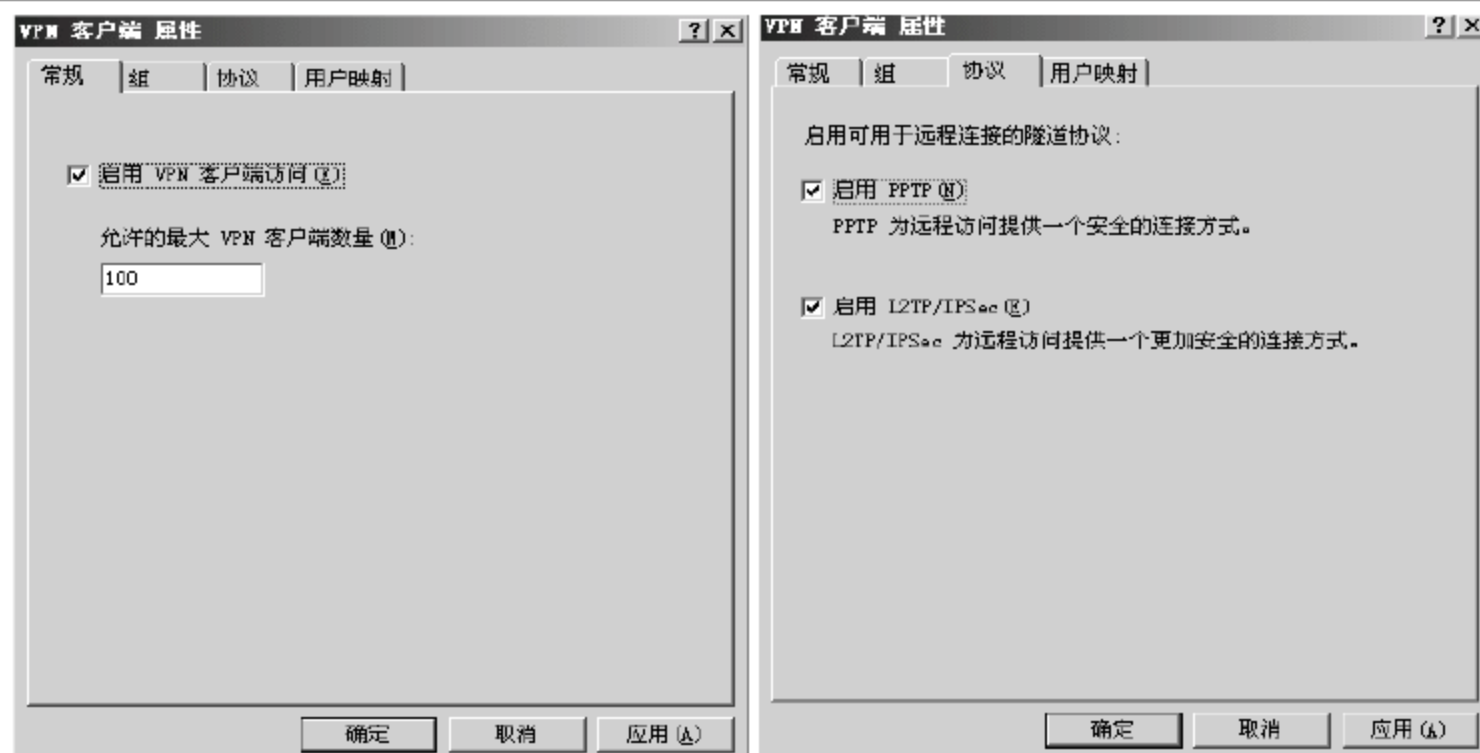 VPN 客户端 属性
常规 组 协议 用户映射
启用 VPN 客户端访问(E)
允许的最大 VPN 客户端数量(M):
100
确定 取消 应用(A)
VPN 客户端 属性
常规 组 协议 用户映射
启用可用于远程连接的隧道协议:
启用 PPTP(N)
PPTP 为远程访问提供一个安全的连接方式。
启用 L2TP/IPSec(E)
L2TP/IPSec 为远程访问提供一个更加安全的连接方式。
确定 取消 应用(A)